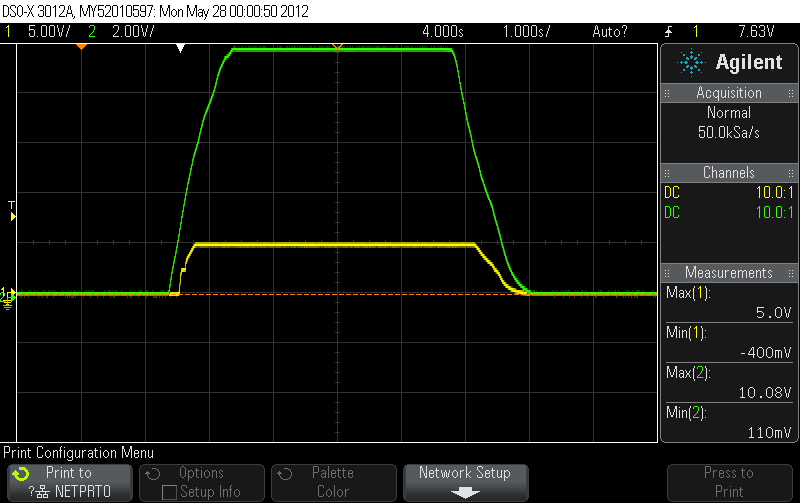 DSO-X 3012A, MY52010597: Mon May 28 00:00:50 2012
1 5.00V/ 2 2.00V/ 4.000s 1.000s/ Auto? 1 7.63V
Agilent
Acquisition
Normal
50.0kSa/s
Channels
DC 10.0:1
DC 10.0:1
Measurements
Max(1):
5.0V
Min(1):
-400mV
Max(2):
10.08V
Min(2):
110mV
T
1
2
Print Configuration Menu
Print to
? NETPRT0
Options
Setup Info
Palette
Color
Network Setup
Press to
Print